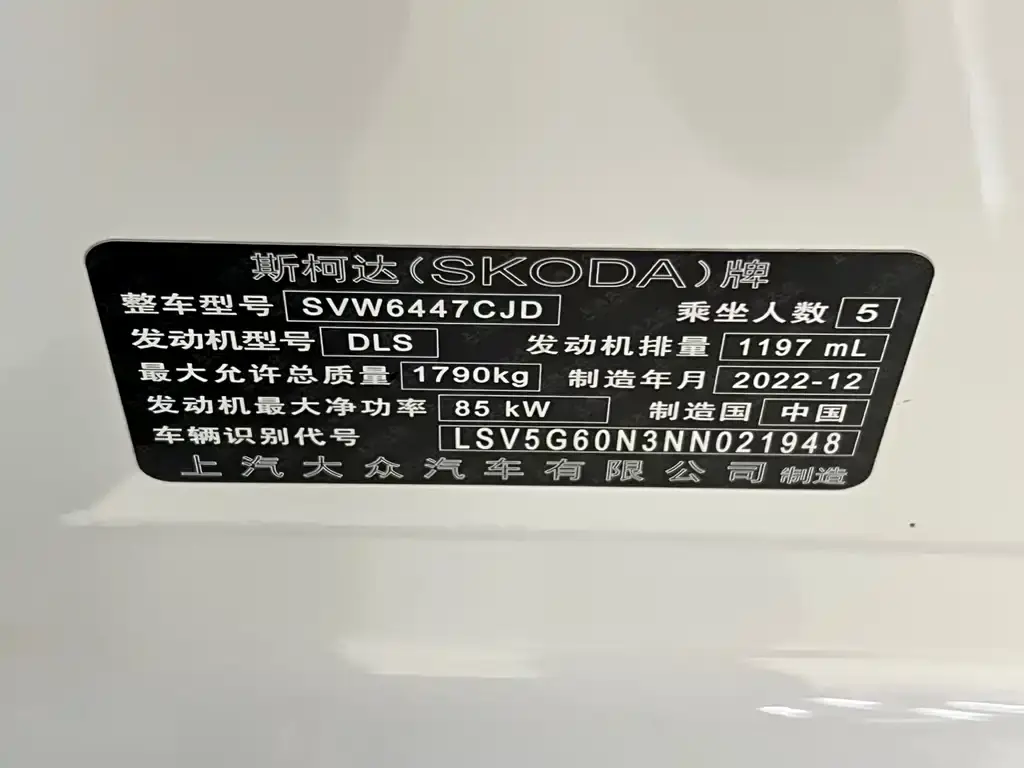 斯柯达(SKODA)牌
整车型号 SVW6447CJD 乘坐人数 5
发动机型号 DLS 发动机排量 1197 mL
最大允许总质量 1790kg 制造年月 2022-12
发动机最大净功率 85 kW 制造国 中国
车辆识别代号 LSV5G60N3NN021948
上汽大众汽车有限公司 制造